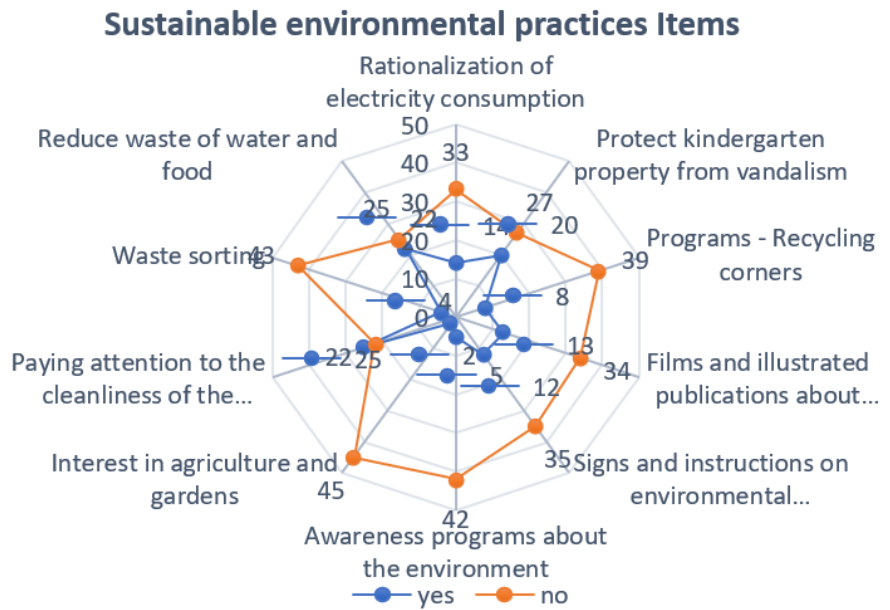 Sustainable environmental practices Items
Rationalization of
electricity consumption
Protect kindergarten
property from vandalism
Programs - Recycling
corners
Films and illustrated
publications about...
Signs and instructions on
environmental...
Awareness programs about
the environment
Interest in agriculture and
gardens
Paying attention to the
cleanliness of the...
Waste sorting
Reduce waste of water and
food
50
40
30
20
10
0
33
27
39
34
35
42
45
22
43
25
14
20
8
13
12
5
2
25
4
22
yes
no